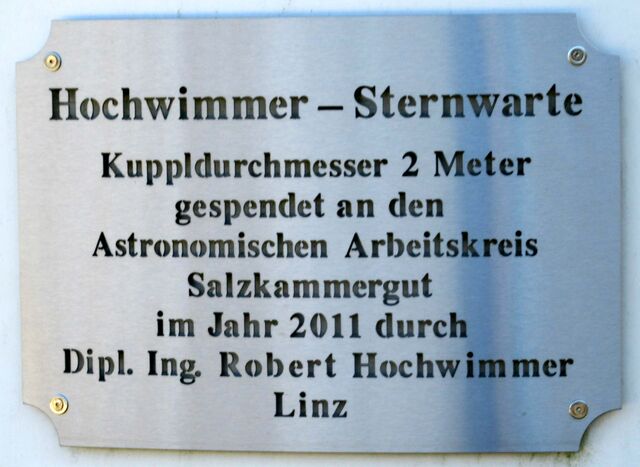 Hochwimmer – Sternwarte
Kuppldurchmesser 2 Meter
gespendet an den
Astronomischen Arbeitskreis
Salzkammergut
im Jahr 2011 durch
Dipl. Ing. Robert Hochwimmer
Linz